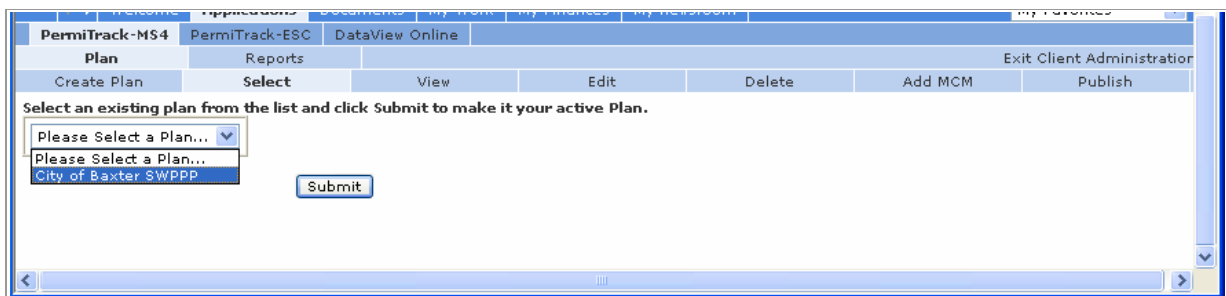 Welcome Applications Documents My Work My Finances My Newsroom My Favorites
PermiTrack-MS4 PermiTrack-ESC DataView Online
Plan Reports Exit Client Administration
Create Plan Select View Edit Delete Add MCM Publish
Select an existing plan from the list and click Submit to make it your active Plan.
Please Select a Plan...
Please Select a Plan...
City of Baxter SWPPP
Submit